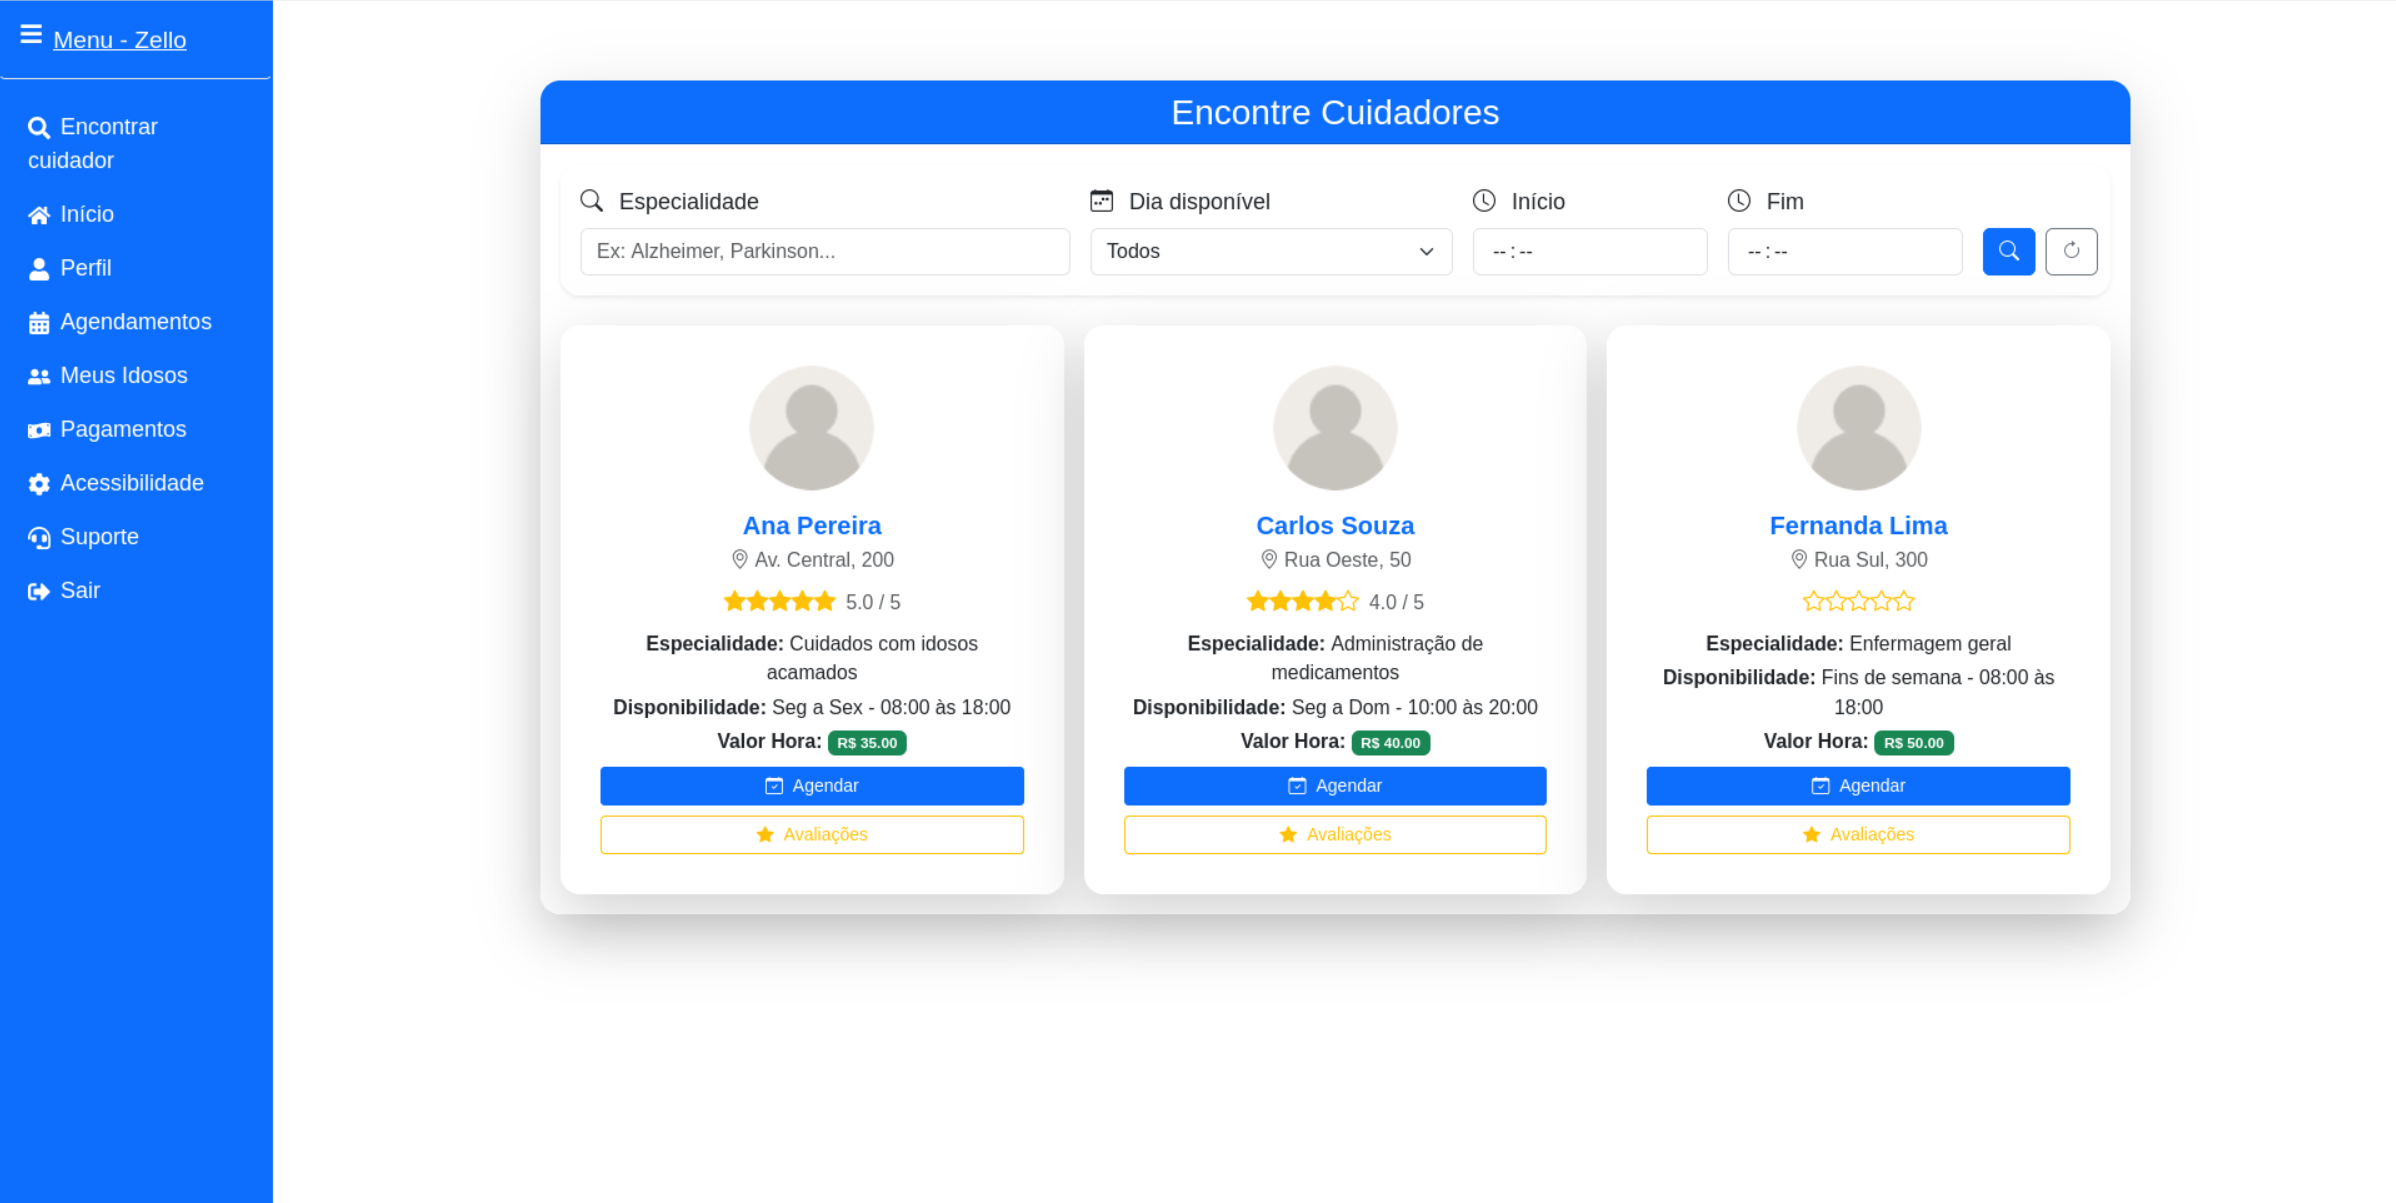 Menu - Zello
Encontrar
cuidador
Início
Perfil
Agendamentos
Meus Idosos
Pagamentos
Acessibilidade
Suporte
Sair
Encontre Cuidadores
Especialidade
Dia disponível
Início
Fim
Ex: Alzheimer, Parkinson...
Todos
--:--
--:--
Ana Pereira
Av. Central, 200
5.0 / 5
Especialidade: Cuidados com idosos
acamados
Disponibilidade: Seg a Sex - 08:00 às 18:00
Valor Hora: R$ 35.00
Agendar
Avaliações
Carlos Souza
Rua Oeste, 50
4.0 / 5
Especialidade: Administração de
medicamentos
Disponibilidade: Seg a Dom - 10:00 às 20:00
Valor Hora: R$ 40.00
Agendar
Avaliações
Fernanda Lima
Rua Sul, 300
Especialidade: Enfermagem geral
Disponibilidade: Fins de semana - 08:00 às
18:00
Valor Hora: R$ 50.00
Agendar
Avaliações